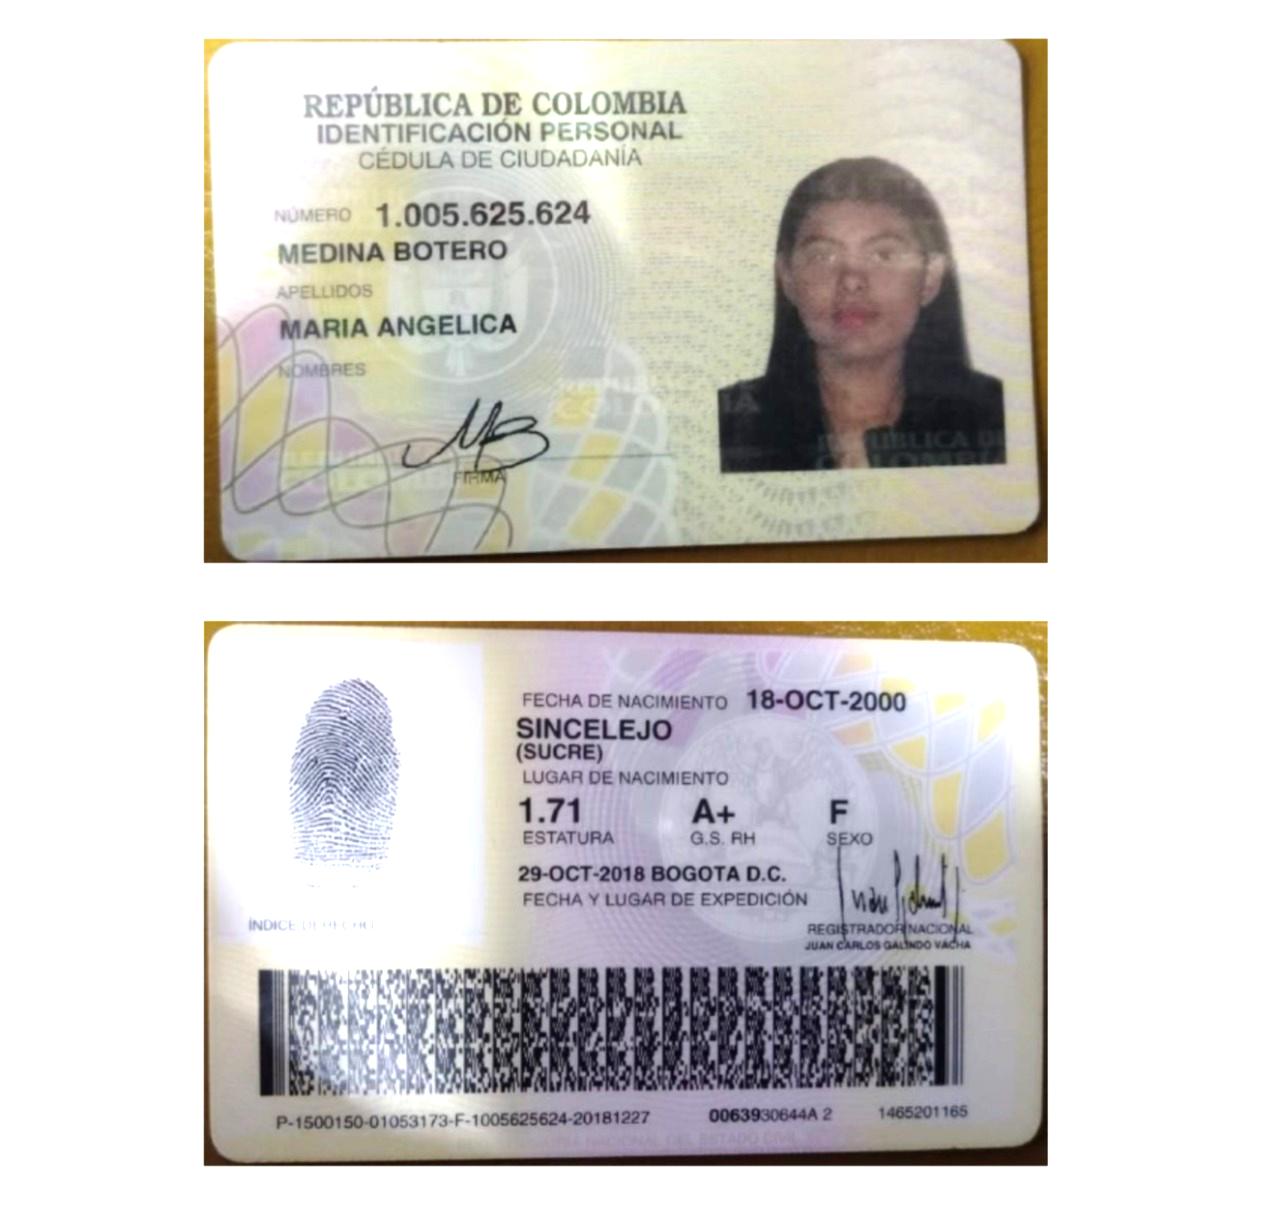 REPÚBLICA DE COLOMBIA
IDENTIFICACIÓN PERSONAL
CÉDULA DE CIUDADANÍA
NÚMERO 1.005.625.624
MEDINA BOTERO
APELLIDOS
MARIA ANGELICA
NOMBRES
FIRMA
REPÚBLICA DE
COLOMBIA
FECHA DE NACIMIENTO 18-OCT-2000
SINCELEJO
(SUCRE)
LUGAR DE NACIMIENTO
1.71 A+ F
ESTATURA G.S. RH SEXO
29-OCT-2018 BOGOTA D.C.
FECHA Y LUGAR DE EXPEDICIÓN
REGISTRADOR NACIONAL
JUAN CARLOS GALINDO VACHA
ÍNDICE DERECHO
P-1500150-01053173-F-1005625624-20181227 0063930644A 2 1465201165